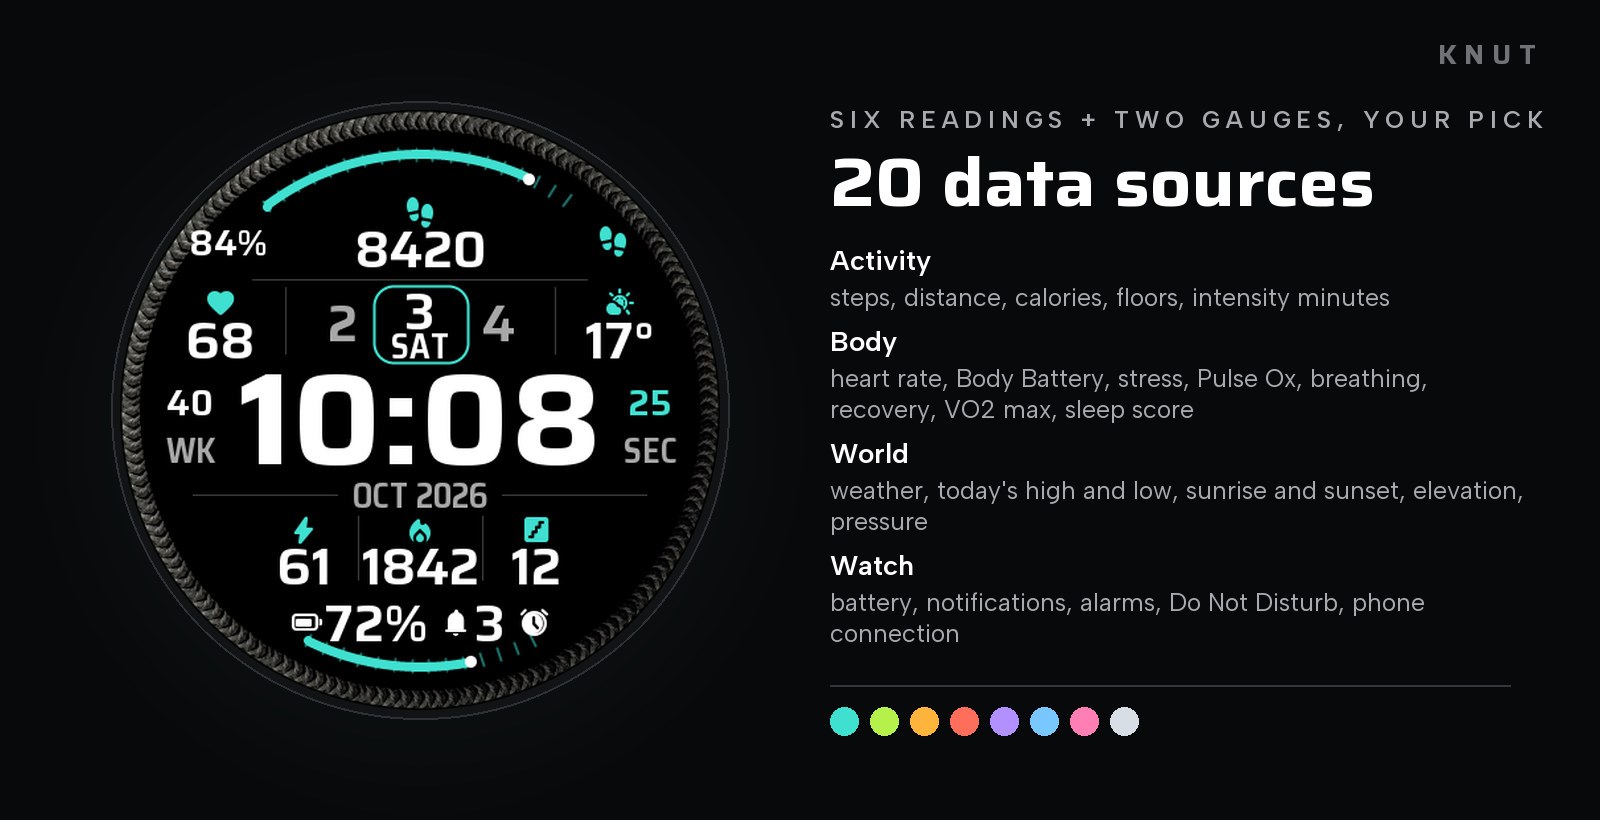 KNUT
SIX READINGS + TWO GAUGES, YOUR PICK
20 data sources
Activity
steps, distance, calories, floors, intensity minutes
Body
heart rate, Body Battery, stress, Pulse Ox, breathing,
recovery, VO2 max, sleep score
World
weather, today's high and low, sunrise and sunset, elevation,
pressure
Watch
battery, notifications, alarms, Do Not Disturb, phone
connection
84%
8420
68
2
3
SAT
4
17°
40
WK
10:08
25
SEC
OCT 2026
61
1842
12
72%
3